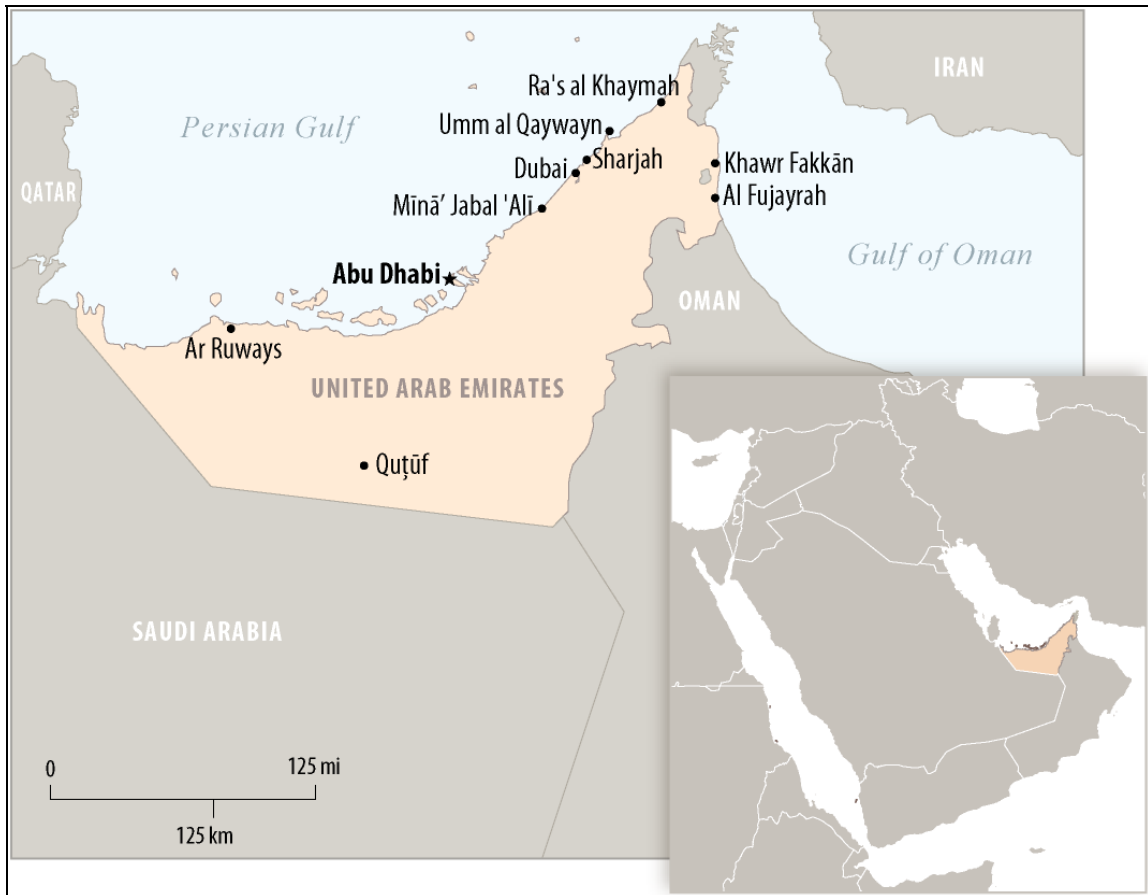 IRAN
Ra's al Khaymah
Persian Gulf
Umm al Qaywayn
Sharjah
Khawr Fakkān
Dubai
QATAR
Al Fujayrah
Mīnā’ Jabal 'Alī
Gulf of Oman
Abu Dhabi
OMAN
Ar Ruways
UNITED ARAB EMIRATES
Quţūf
SAUDI ARABIA
0
125 mi
125 km